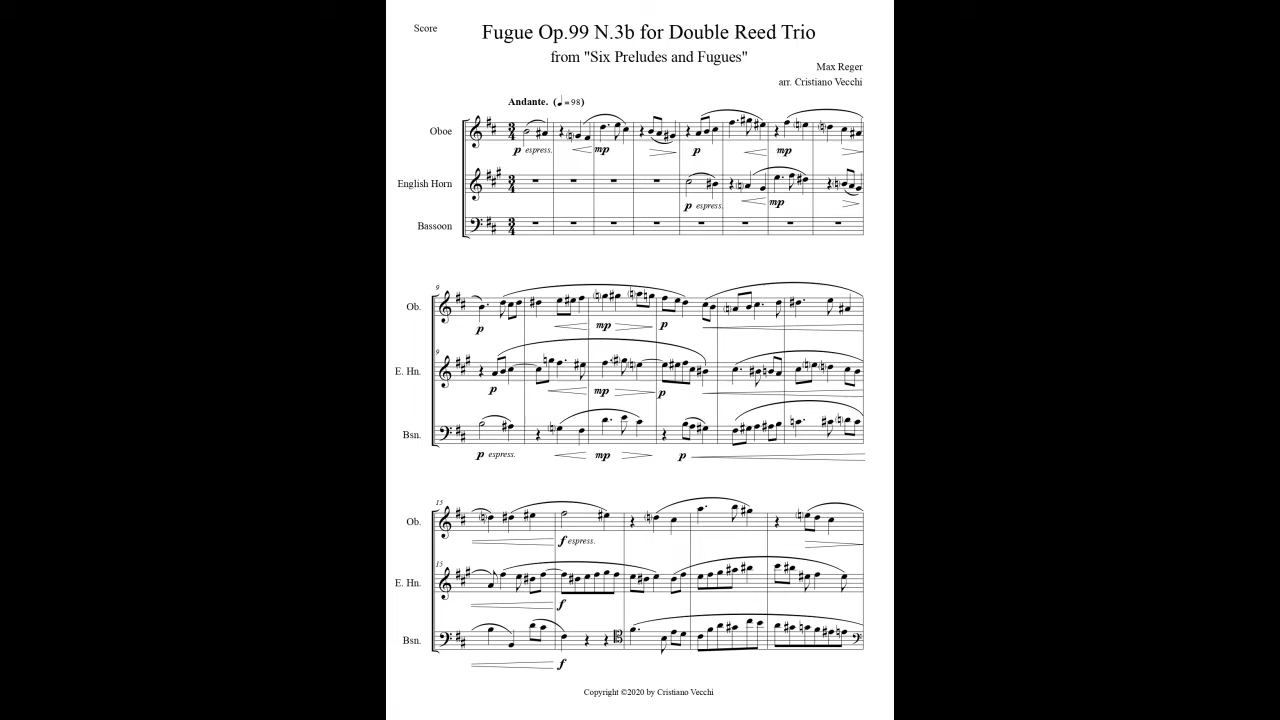 Score
Fugue Op.99 N.3b for Double Reed Trio
from "Six Preludes and Fugues"
Max Reger
arr. Cristiano Vecchi
Andante. (♩=98)
Oboe
p espress. mp p mp
English Horn
p espress. mp
Bassoon
9
Ob.
p mp p
9
E. Hn.
p mp p
Bsn.
p espress. mp p
15
Ob.
f espress.
15
E. Hn.
f
Bsn.
f
Copyright ©2020 by Cristiano Vecchi